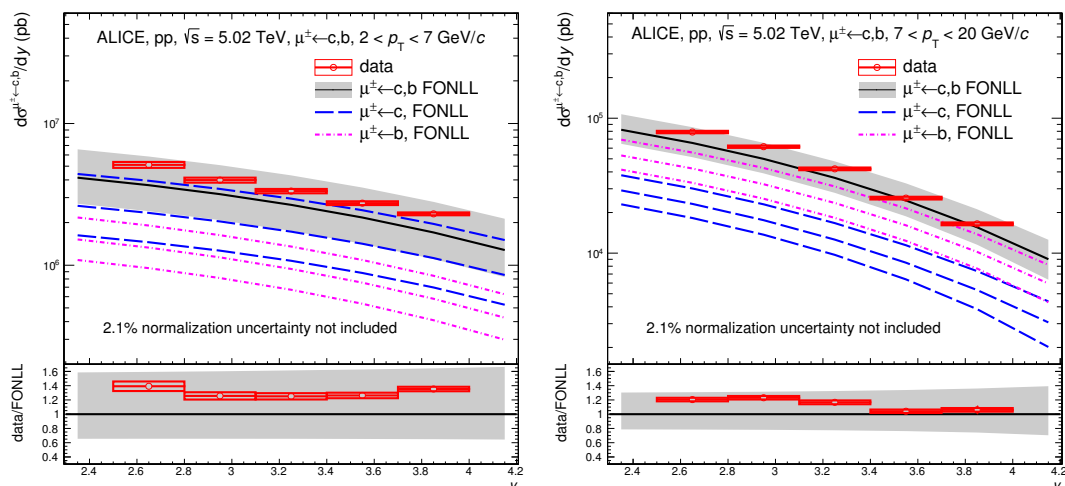 ALICE, pp, √s = 5.02 TeV, μ±←c,b, 2 < pT < 7 GeV/c
data
μ±←c,b FONLL
μ±←c, FONLL
μ±←b, FONLL
dσμ±←c,b/dy (pb)
10⁷
10⁶
2.1% normalization uncertainty not included
data/FONLL
1.6
1.4
1.2
1
0.8
0.6
0.4
2.4 2.6 2.8 3 3.2 3.4 3.6 3.8 4 4.2
ALICE, pp, √s = 5.02 TeV, μ±←c,b, 7 < pT < 20 GeV/c
data
μ±←c,b FONLL
μ±←c, FONLL
μ±←b, FONLL
dσμ±←c,b/dy (pb)
10⁵
10⁴
2.1% normalization uncertainty not included
data/FONLL
1.6
1.4
1.2
1
0.8
0.6
0.4
2.4 2.6 2.8 3 3.2 3.4 3.6 3.8 4 4.2